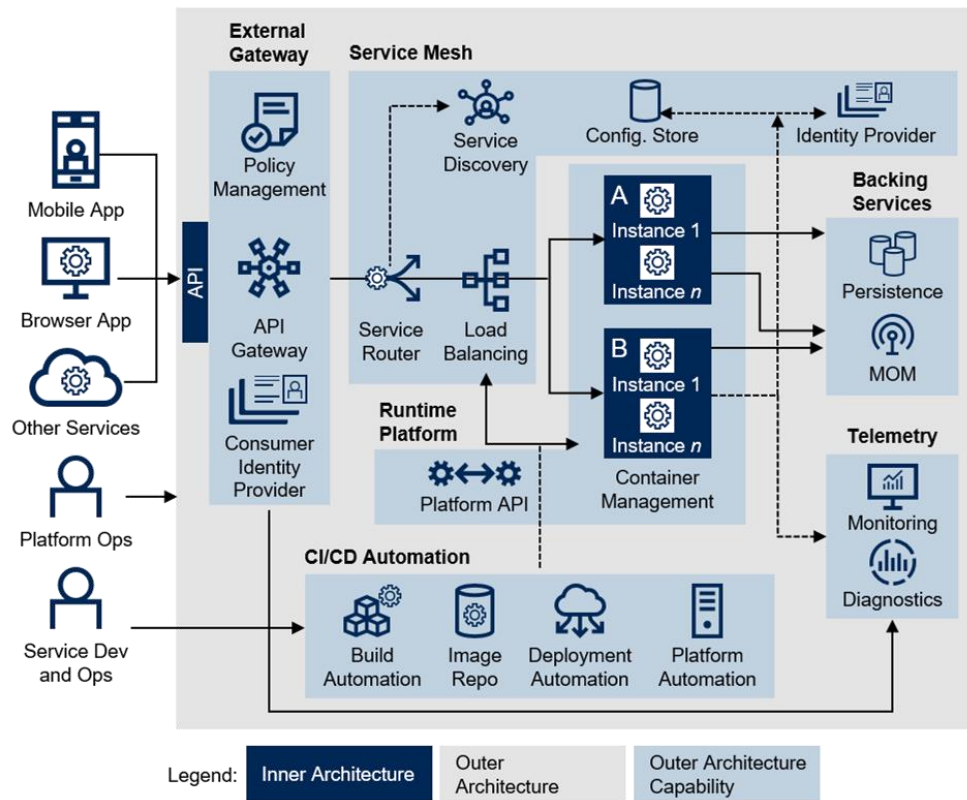 External
Gateway
Service Mesh
Policy
Management
Service
Discovery
Config. Store
Identity Provider
Mobile App
Browser App
Other Services
Platform Ops
Service Dev
and Ops
API
API
Gateway
Consumer
Identity
Provider
Service
Router
Load
Balancing
A
Instance 1
Instance n
B
Instance 1
Instance n
Container
Management
Backing
Services
Persistence
MOM
Runtime
Platform
Platform API
Telemetry
Monitoring
Diagnostics
CI/CD Automation
Build
Automation
Image
Repo
Deployment
Automation
Platform
Automation
Legend:
Inner Architecture
Outer
Architecture
Outer Architecture
Capability